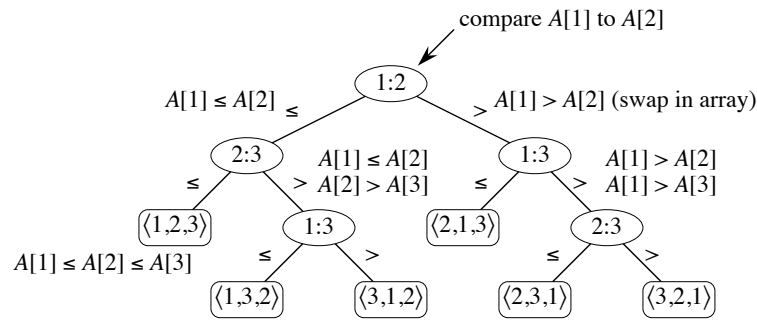 compare A[1] to A[2]
1:2
A[1] ≤ A[2]
≤
>
A[1] > A[2] (swap in array)
2:3
A[1] ≤ A[2]
A[2] > A[3]
1:3
A[1] > A[2]
A[1] > A[3]
≤
>
≤
>
⟨1,2,3⟩
1:3
⟨2,1,3⟩
2:3
A[1] ≤ A[2] ≤ A[3]
≤
>
≤
>
⟨1,3,2⟩
⟨3,1,2⟩
⟨2,3,1⟩
⟨3,2,1⟩